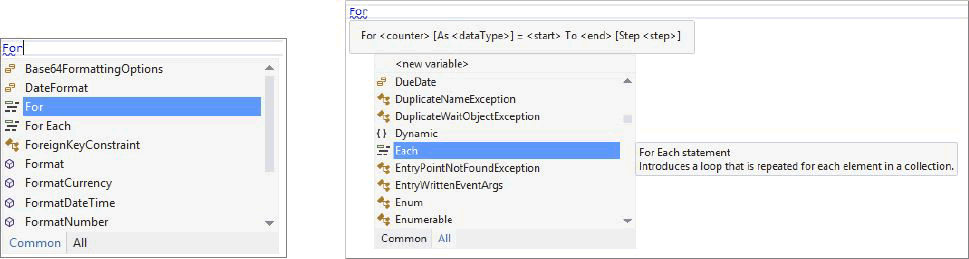 For
Base64FormattingOptions
DateFormat
For
For Each
ForeignKeyConstraint
Format
FormatCurrency
FormatDateTime
FormatNumber
Common All
For
For <counter> [As <dataType>] = <start> To <end> [Step <step>]
<new variable>
DueDate
DuplicateNameException
DuplicateWaitObjectException
{ } Dynamic
Each
EntryPointNotFoundException
EntryWrittenEventArgs
Enum
Enumerable
Common All
For Each statement
Introduces a loop that is repeated for each element in a collection.